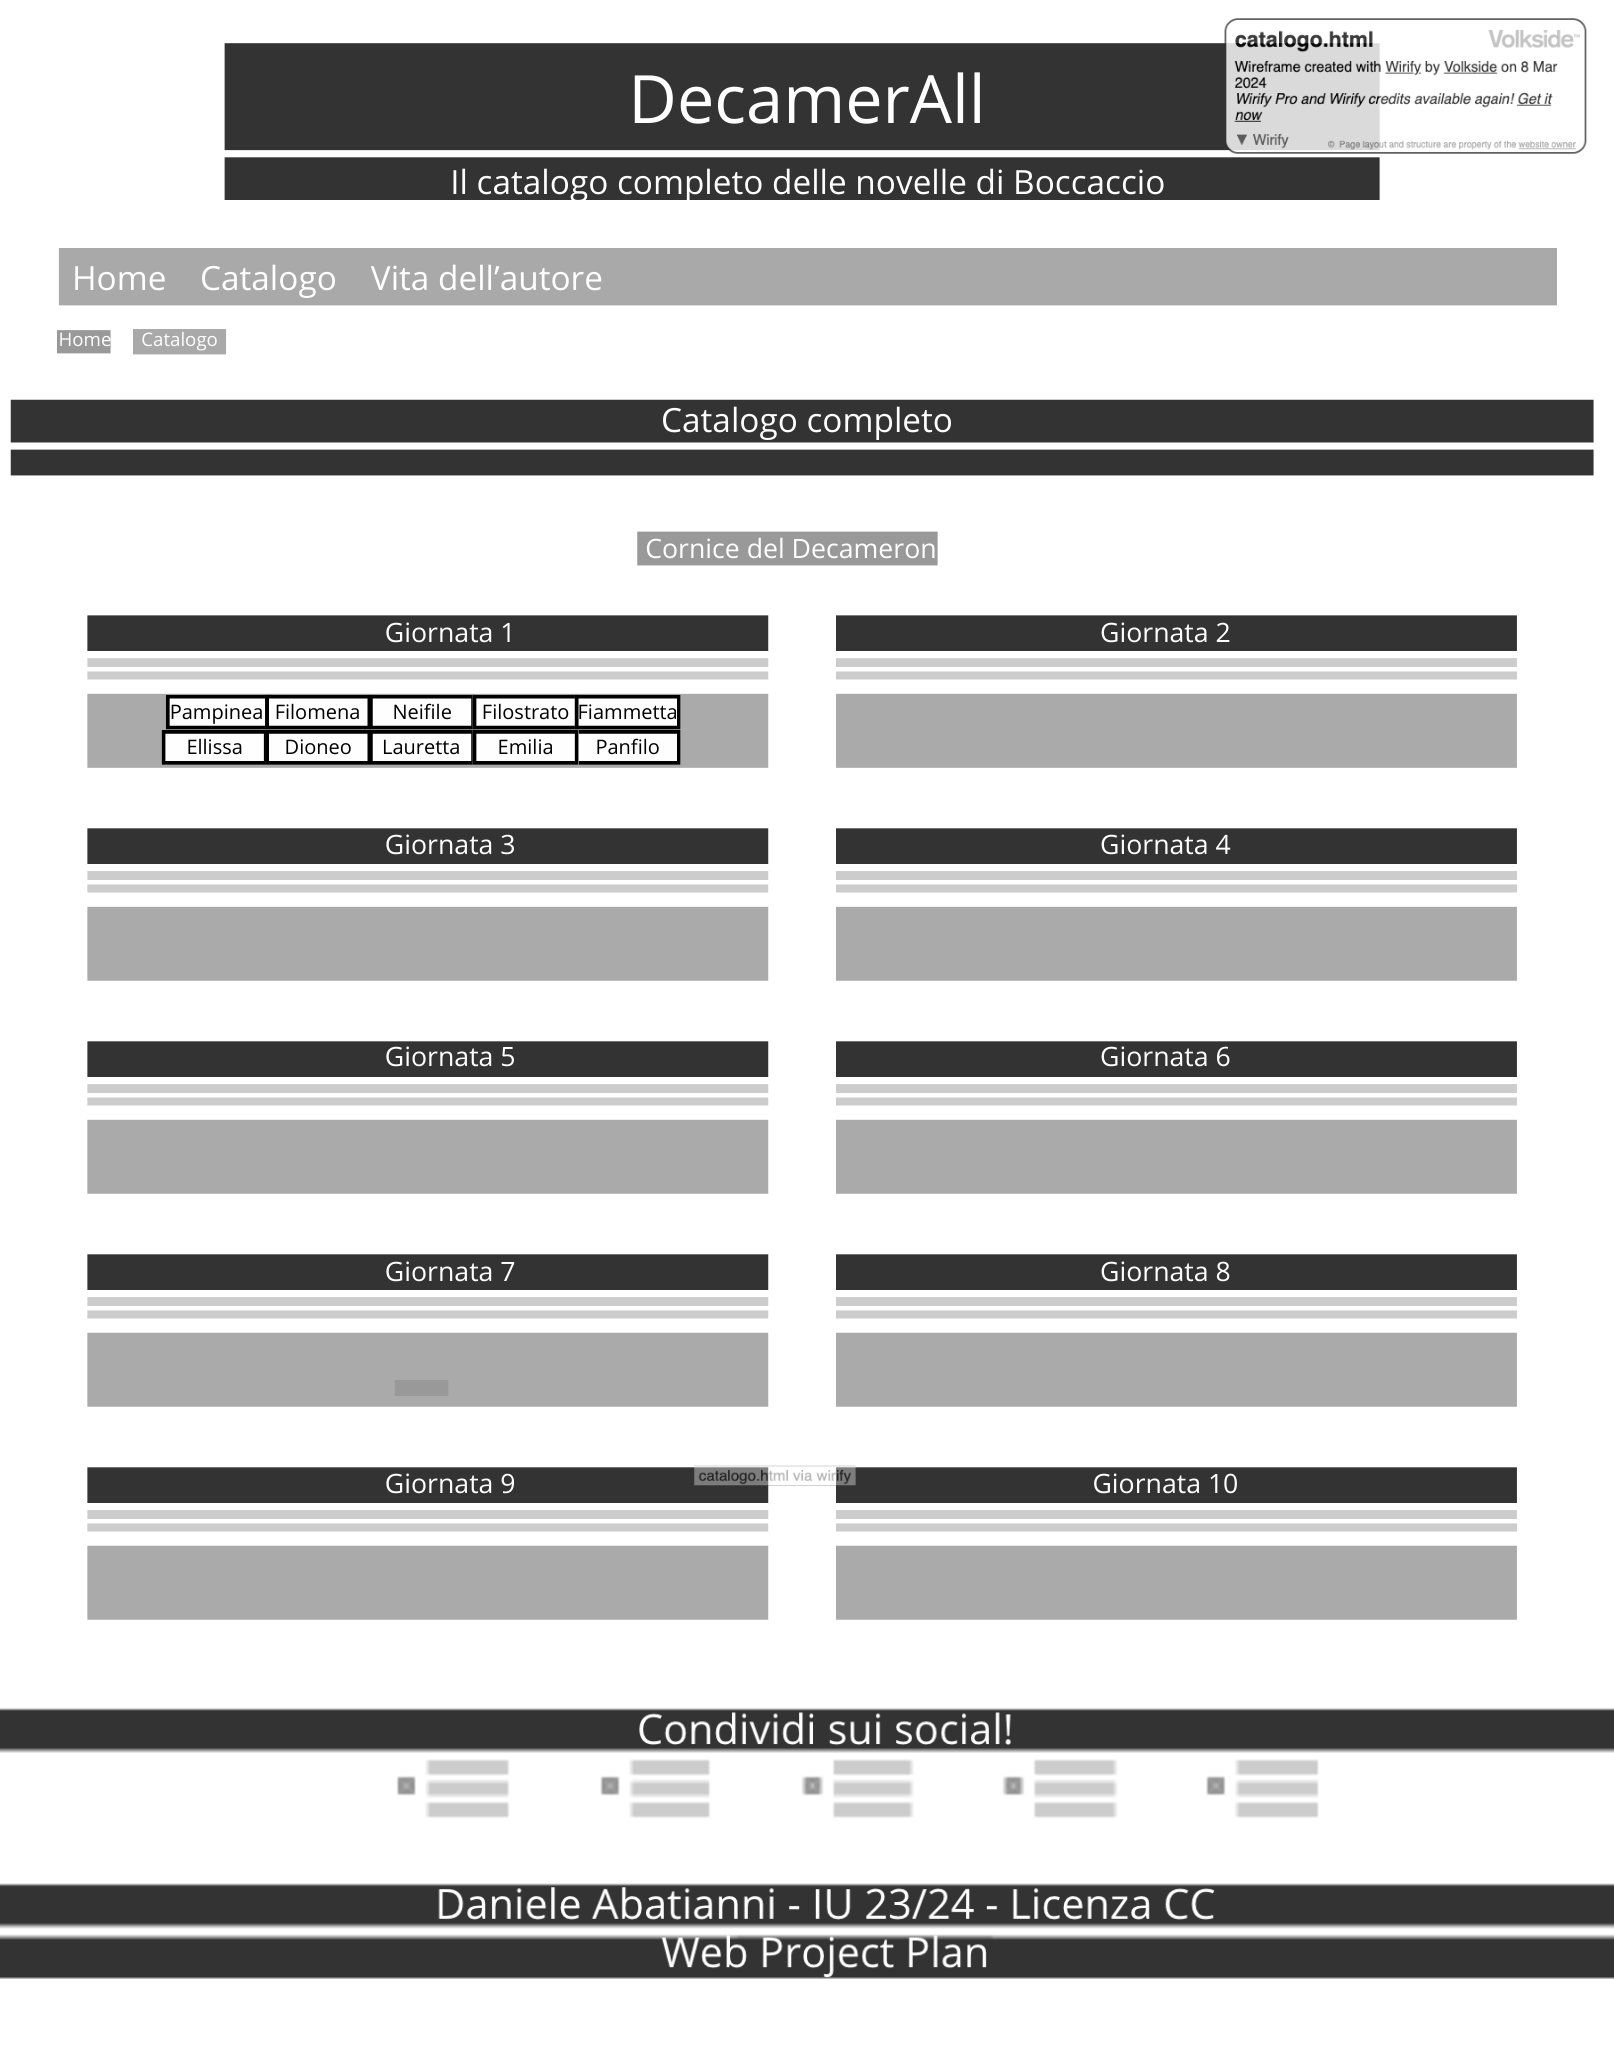 catalogo.html
Volkside™
Wireframe created with Wirify by Volkside on 8 Mar
2024
Wirify Pro and Wirify credits available again! Get it
now
▼ Wirify
© Page layout and structure are property of the website owner
DecamerAll
Il catalogo completo delle novelle di Boccaccio
Home Catalogo Vita dell’autore
Home Catalogo
Catalogo completo
Cornice del Decameron
Giornata 1 Giornata 2
Pampinea Filomena Neifile Filostrato Fiammetta
Ellissa Dioneo Lauretta Emilia Panfilo
Giornata 3 Giornata 4
Giornata 5 Giornata 6
Giornata 7 Giornata 8
catalogo.html via wirify
Giornata 9 Giornata 10
Condividi sui social!
Daniele Abatianni - IU 23/24 - Licenza CC
Web Project Plan